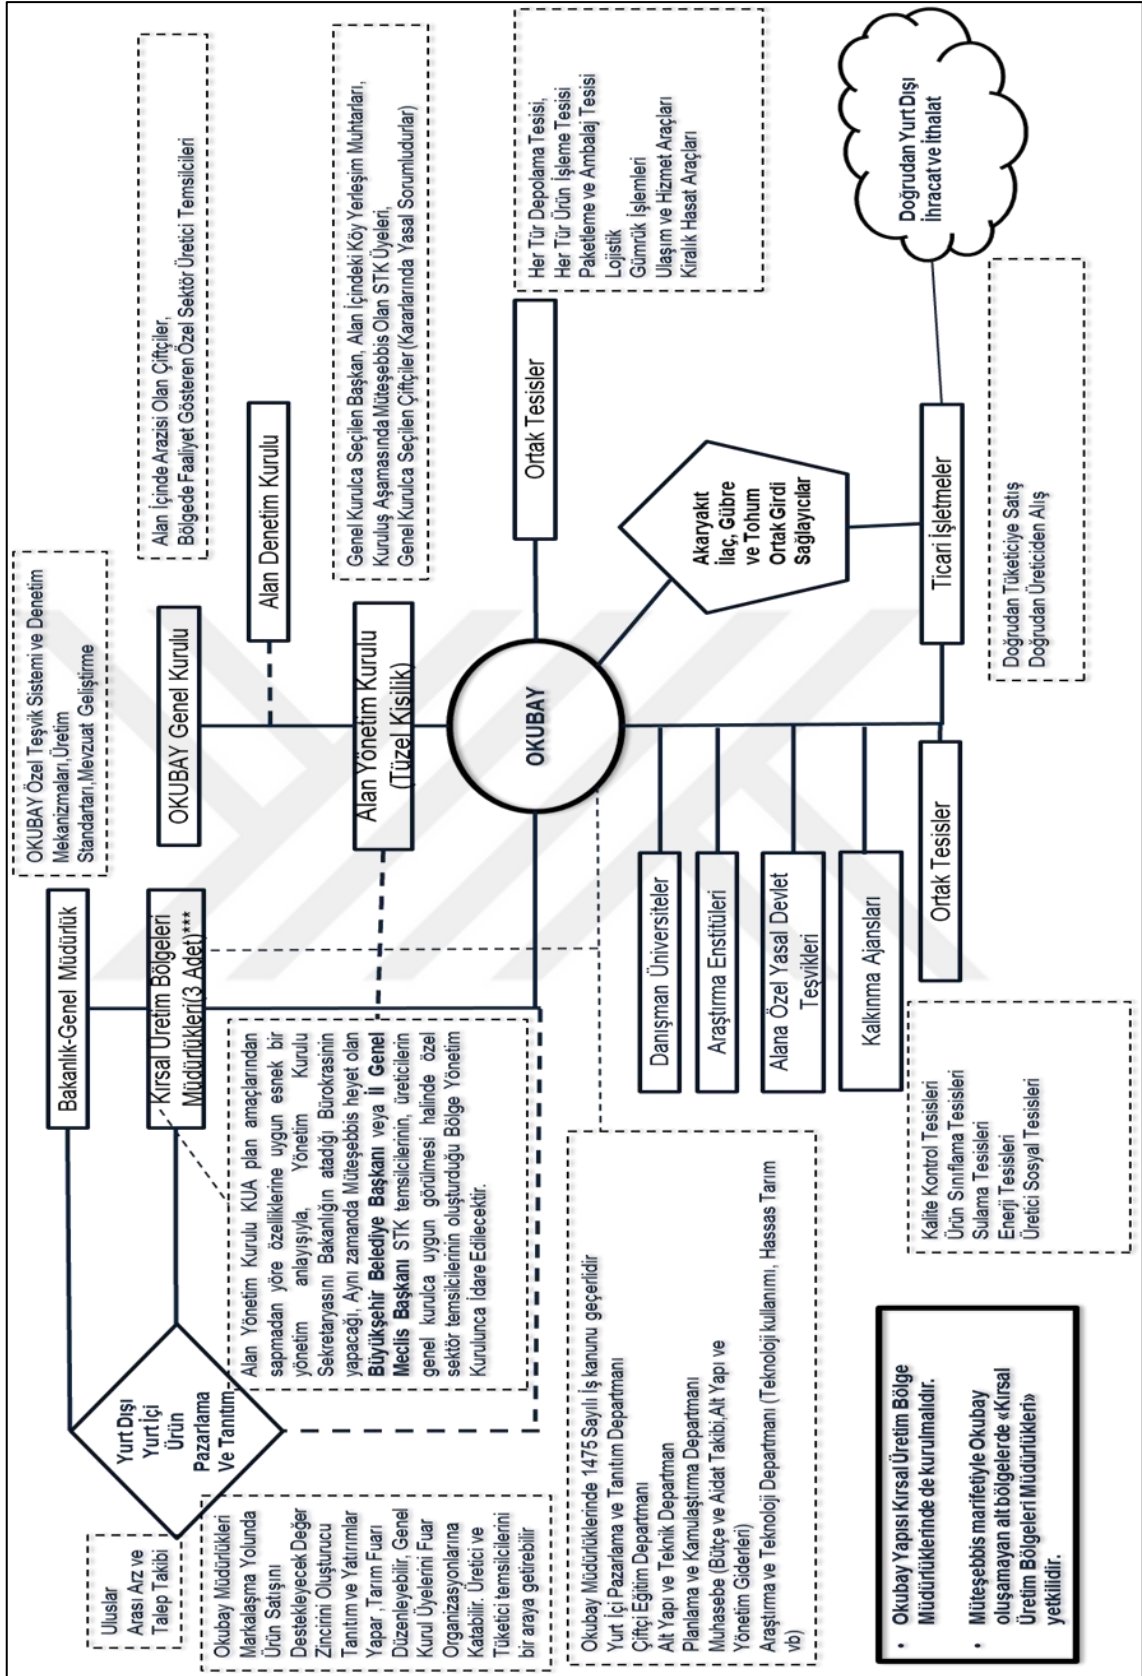 OKUBAY Özel Teşvik Sistemi ve Denetim
Mekanizmaları,Üretim
Standartarı,Mevzuat Geliştirme
Alan İçinde Arazisi Olan Çiftçiler,
Bölgede Faaliyet Gösteren Özel Sektör Üretici Temsilcileri
Bakanlık-Genel Müdürlük
OKUBAY Genel Kurulu
Alan Denetim Kurulu
Uluslar
Arası Arz ve
Talep Takibi
Yurt Dışı
Yurt İçi
Ürün
Pazarlama
Ve Tanıtım
Kırsal Üretim Bölgeleri
Müdürlükleri(3 Adet)***
Alan Yönetim Kurulu
(Tüzel Kişilik)
Genel Kurulca Seçilen Başkan, Alan İçindeki Köy Yerleşim Muhtarları,
Kuruluş Aşamasında Müteşebbis Olan STK Üyeleri,
Genel Kurulca Seçilen Çiftçiler(Kararlarında Yasal Sorumludurlar)
Okubay Müdürlükleri
Markalaşma Yolunda
Ürün Satışını
Destekleyecek Değer
Zincirini Oluşturucu
Tanıtım ve Yatırımlar
Yapar ,Tarım Fuarı
Düzenleyebilir, Genel
Kurul Üyelerini Fuar
Organizasyonlarına
Katabilir. Üretici ve
Tüketici temsilcilerini
bir araya getirebilir
Alan Yönetim Kurulu KUA plan amaçlarından
sapmadan yöre özelliklerine uygun esnek bir
yönetim anlayışıyla, Yönetim Kurulu
Sekretaryasını Bakanlığın atadığı Bürokrasinin
yapacağı, Aynı zamanda Müteşebbis heyet olan
Büyükşehir Belediye Başkanı veya İl Genel
Meclis Başkanı STK temsilcilerinin, üreticilerin
genel kurulca uygun görülmesi halinde özel
sektör temsilcilerinin oluşturduğu Bölge Yönetim
Kurulunca İdare Edilecektir.
OKUBAY
Ortak Tesisler
Her Tür Depolama Tesisi,
Her Tür Ürün İşleme Tesisi
Paketleme ve Ambalaj Tesisi
Lojistik
Gümrük İşlemleri
Ulaşım ve Hizmet Araçları
Kiralık Hasat Araçları
Okubay Müdürlüklerinde 1475 Sayılı İş kanunu geçerlidir
Yurt İçi Pazarlama ve Tanıtım Departmanı
Çiftçi Eğitim Departmanı
Alt Yapı ve Teknik Departman
Planlama ve Kamulaştırma Departmanı
Muhasebe (Bütçe ve Aidat Takibi,Alt Yapı ve
Yönetim Giderleri)
Araştırma ve Teknoloji Departmanı (Teknoloji kullanımı, Hassas Tarım
vb)
Danışman Üniversiteler
Araştırma Enstitüleri
Alana Özel Yasal Devlet
Teşvikleri
Kalkınma Ajansları
Akaryakıt
İlaç, Gübre
ve Tohum
Ortak Girdi
Sağlayıcılar
Ortak Tesisler
Ticari İşletmeler
Doğrudan Yurt Dışı
İhracat ve İthalat
Kalite Kontrol Tesisleri
Ürün Sınıflama Tesisleri
Sulama Tesisleri
Enerji Tesisleri
Üretici Sosyal Tesisleri
Doğrudan Tüketiciye Satış
Doğrudan Üreticiden Alış
• Okubay Yapısı Kırsal Üretim Bölge
Müdürlüklerinde de kurulmalıdır.
• Müteşebbis marifetiyle Okubay
oluşamayan alt bölgelerde «Kırsal
Üretim Bölgeleri Müdürlükleri»
yetkilidir.